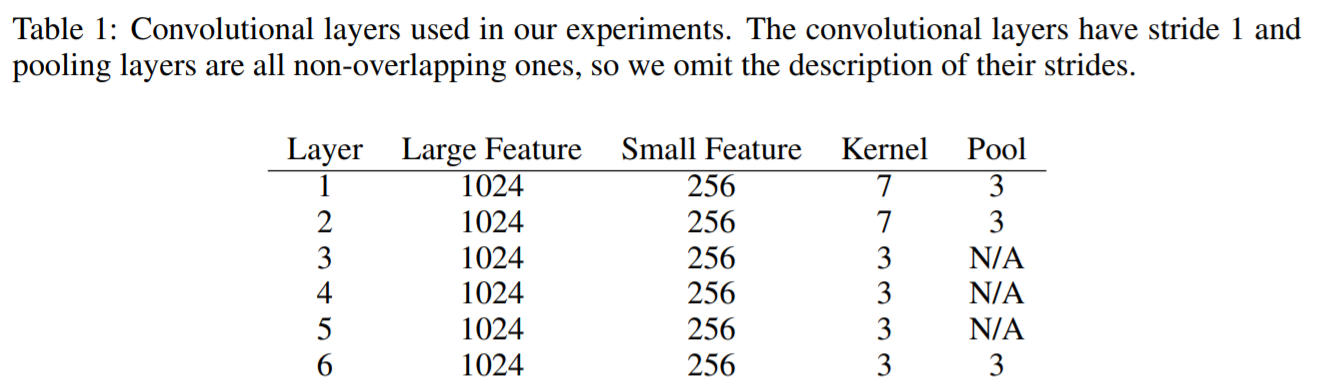 Table 1: Convolutional layers used in our experiments. The convolutional layers have stride 1 and
pooling layers are all non-overlapping ones, so we omit the description of their strides.
Layer Large Feature Small Feature Kernel Pool
1 1024 256 7 3
2 1024 256 7 3
3 1024 256 3 N/A
4 1024 256 3 N/A
5 1024 256 3 N/A
6 1024 256 3 3